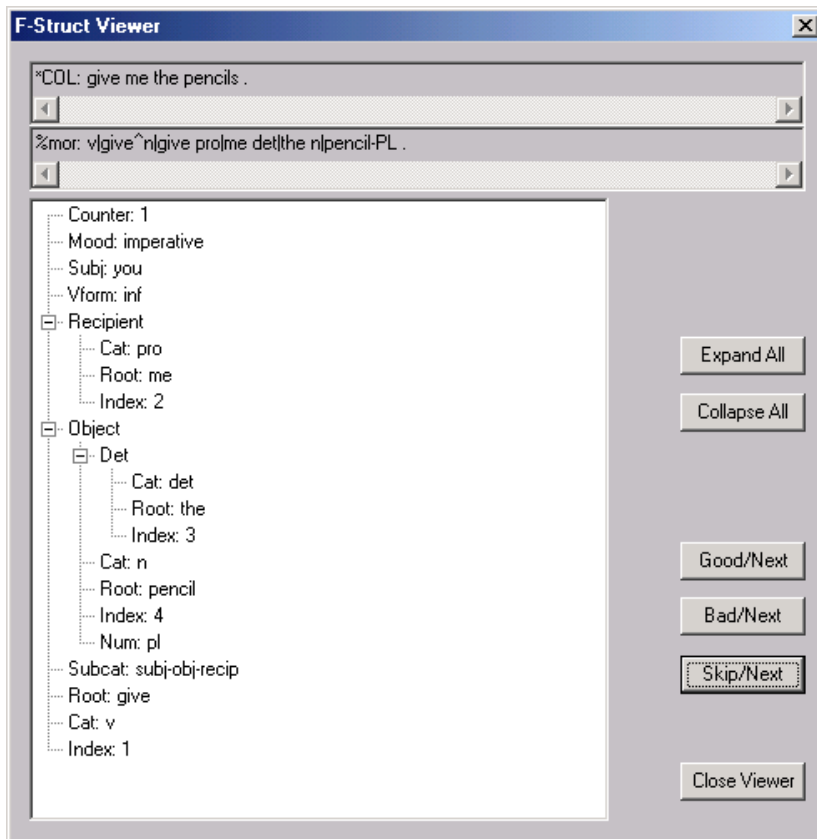 F-Struct Viewer
*COL: give me the pencils .
%mor: v|give^n|give pro|me det|the n|pencil-PL .
Counter: 1
Mood: imperative
Subj: you
Vform: inf
Recipient
Cat: pro
Root: me
Index: 2
Object
Det
Cat: det
Root: the
Index: 3
Cat: n
Root: pencil
Index: 4
Num: pl
Subcat: subj-obj-recip
Root: give
Cat: v
Index: 1
Expand All
Collapse All
Good/Next
Bad/Next
Skip/Next
Close Viewer